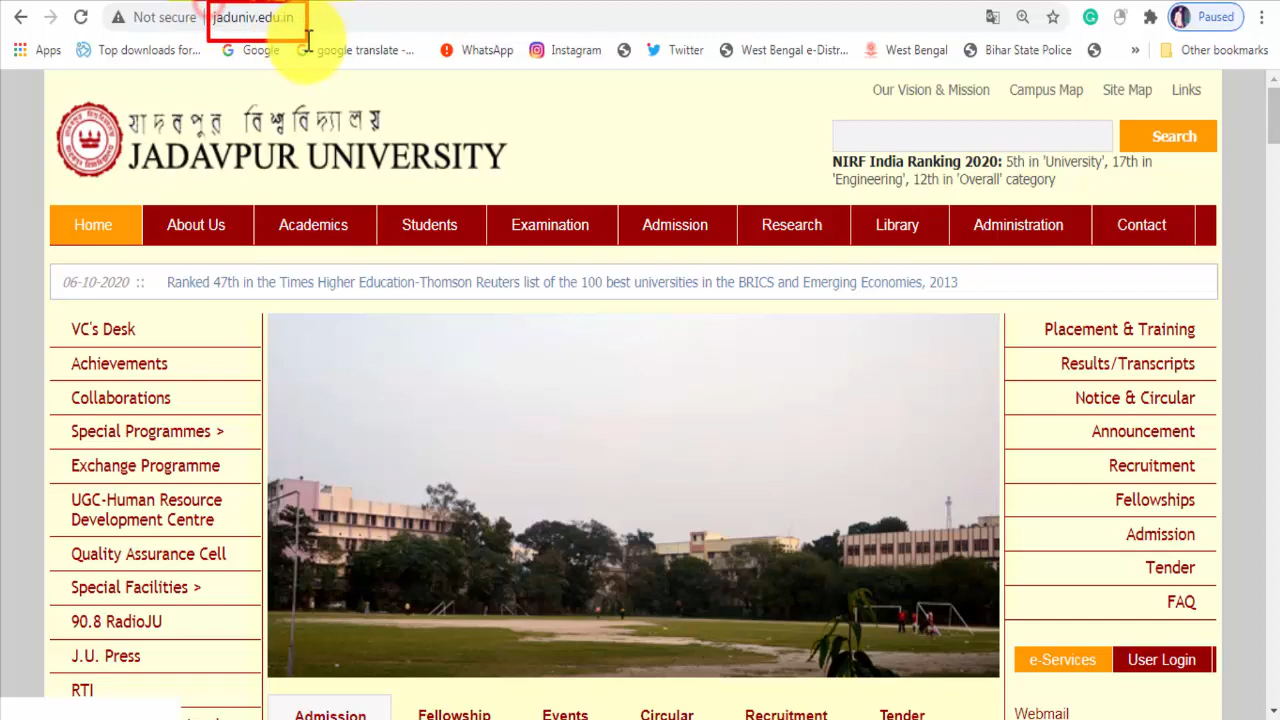 Not secure jaduniv.edu.in Paused
Apps Top downloads for... Google google translate -... WhatsApp Instagram Twitter West Bengal e-Distr... West Bengal Bihar State Police » Other bookmarks
Our Vision & Mission Campus Map Site Map Links
যাদবপুর বিশ্ববিদ্যালয়
JADAVPUR UNIVERSITY
Search
NIRF India Ranking 2020: 5th in 'University', 17th in
'Engineering', 12th in 'Overall' category
Home About Us Academics Students Examination Admission Research Library Administration Contact
06-10-2020 :: Ranked 47th in the Times Higher Education-Thomson Reuters list of the 100 best universities in the BRICS and Emerging Economies, 2013
VC's Desk
Achievements
Collaborations
Special Programmes >
Exchange Programme
UGC-Human Resource
Development Centre
Quality Assurance Cell
Special Facilities >
90.8 RadioJU
J.U. Press
RTI
Placement & Training
Results/Transcripts
Notice & Circular
Announcement
Recruitment
Fellowships
Admission
Tender
FAQ
e-Services User Login
Webmail
Admission Fellowship Events Circular Recruitment Tender